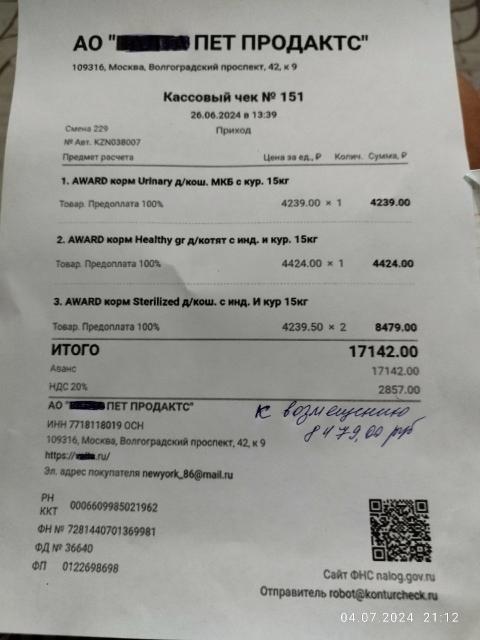 АО " ПЕТ ПРОДАКТС"
109316, Москва, Волгоградский проспект, 42, к 9
Кассовый чек № 151
26.06.2024 в 13:39
Смена 229 Приход
№ Авт. KZN038007
Предмет расчета Цена за ед., ₽ Колич. Сумма, ₽
1. AWARD корм Urinary д/кош. МКБ с кур. 15кг
Товар. Предоплата 100% 4239.00 × 1 4239.00
2. AWARD корм Healthy gr д/котят с инд. и кур. 15кг
Товар. Предоплата 100% 4424.00 × 1 4424.00
3. AWARD корм Sterilized д/кош. с инд. И кур 15кг
Товар. Предоплата 100% 4239.50 × 2 8479.00
ИТОГО 17142.00
Аванс 17142.00
НДС 20% 2857.00
АО " ПЕТ ПРОДАКТС"
к возмещению
8479,00 руб
ИНН 7718118019 ОСН
109316, Москва, Волгоградский проспект, 42, к 9
https:// .ru/
Эл. адрес покупателя newyork_86@mail.ru
РН
ККТ 0006609985021962
ФН № 7281440701369981
ФД № 36640
ФП 0122698698
Сайт ФНС nalog.gov.ru
Отправитель robot@konturcheck.ru
04.07.2024 21:12